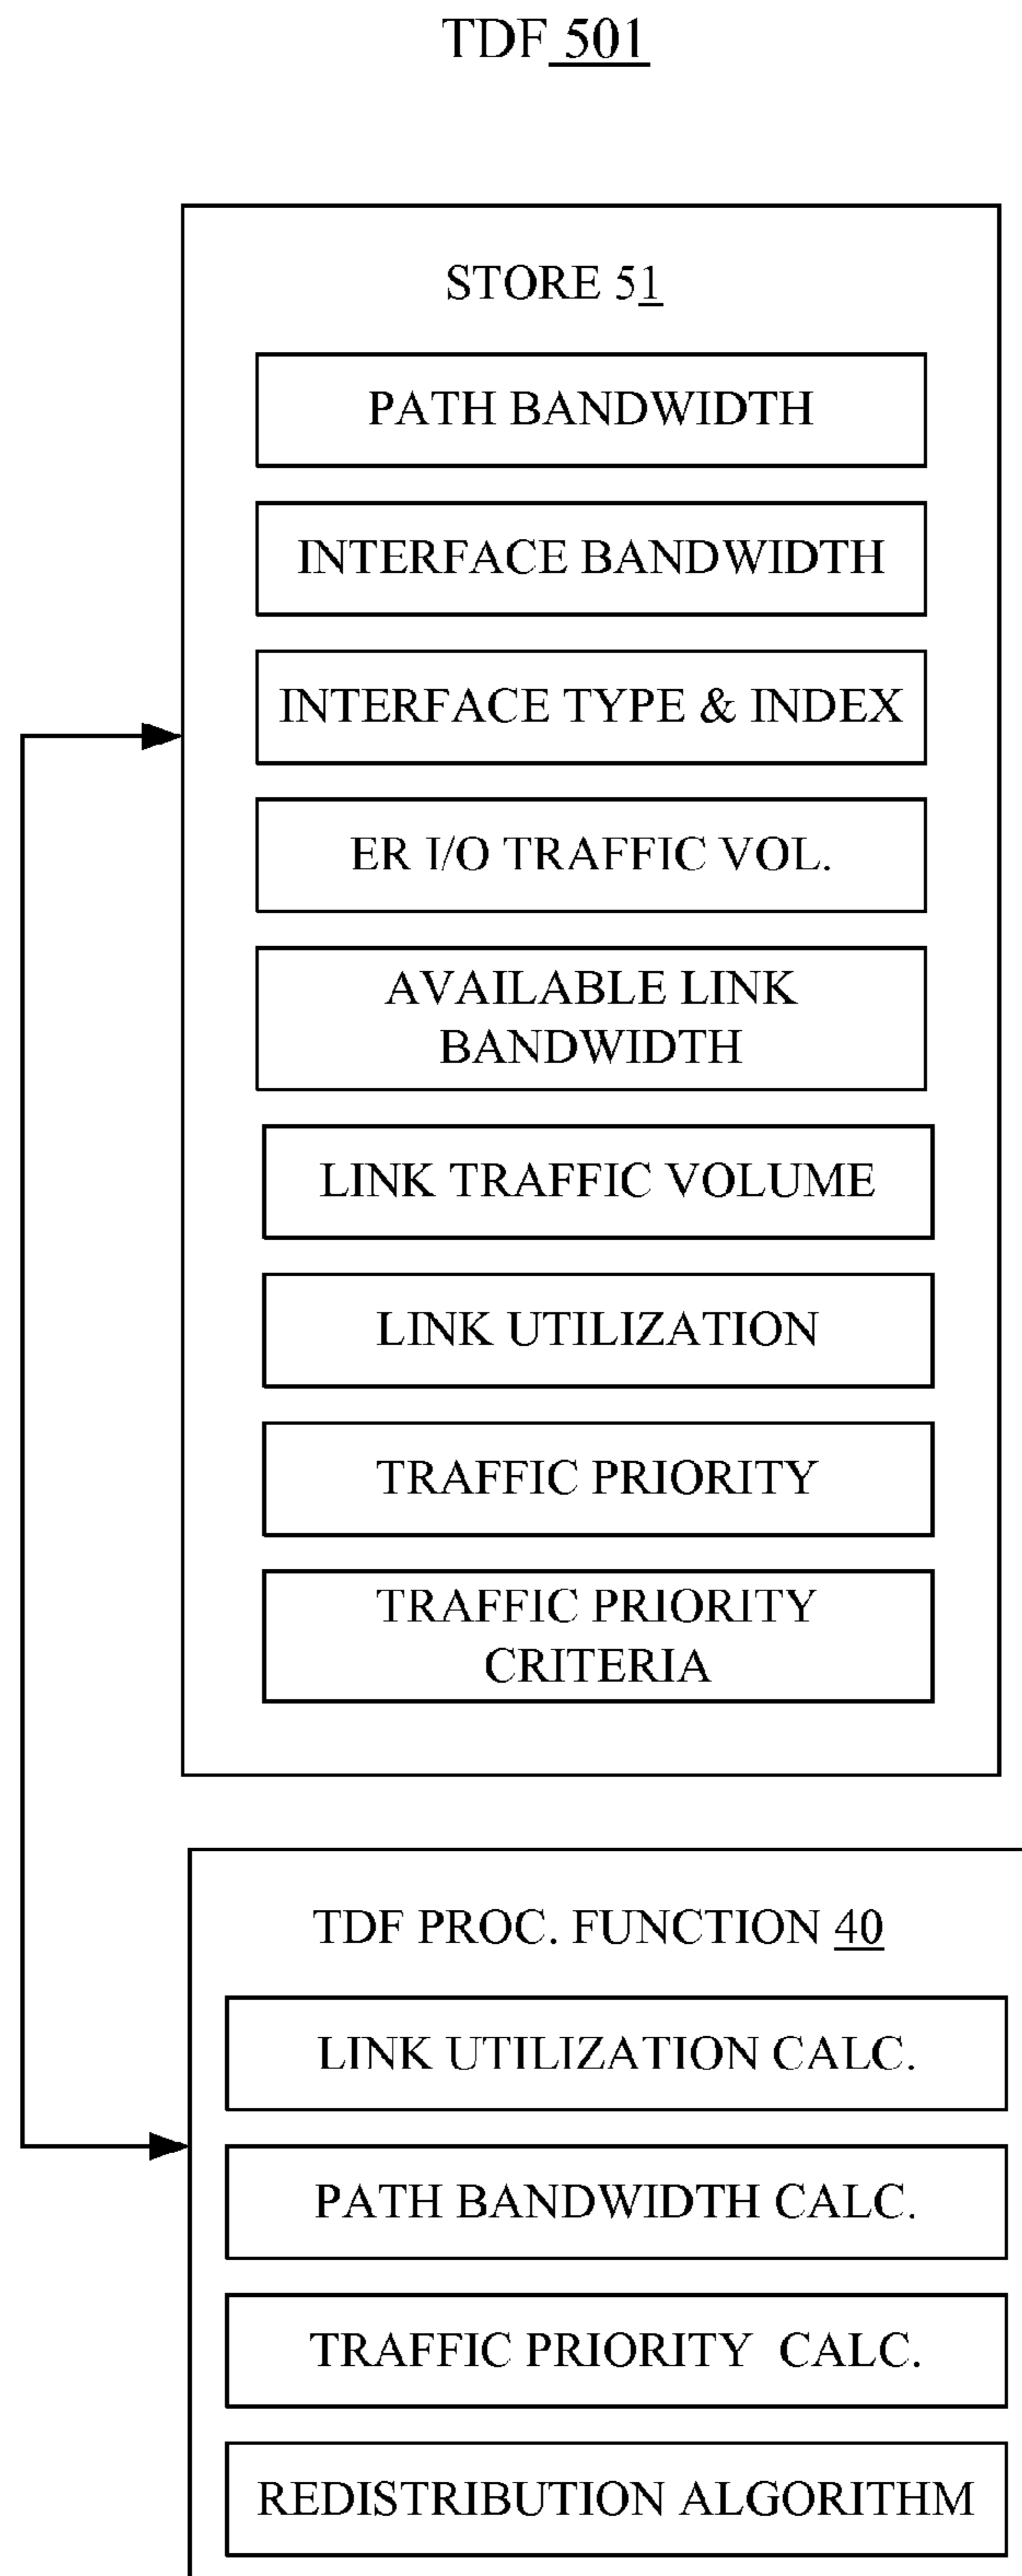 TDF 501
STORE 51
PATH BANDWIDTH
INTERFACE BANDWIDTH
INTERFACE TYPE & INDEX
ER I/O TRAFFIC VOL.
AVAILABLE LINK
BANDWIDTH
LINK TRAFFIC VOLUME
LINK UTILIZATION
TRAFFIC PRIORITY
TRAFFIC PRIORITY
CRITERIA
TDF PROC. FUNCTION 40
LINK UTILIZATION CALC.
PATH BANDWIDTH CALC.
TRAFFIC PRIORITY CALC.
REDISTRIBUTION ALGORITHM